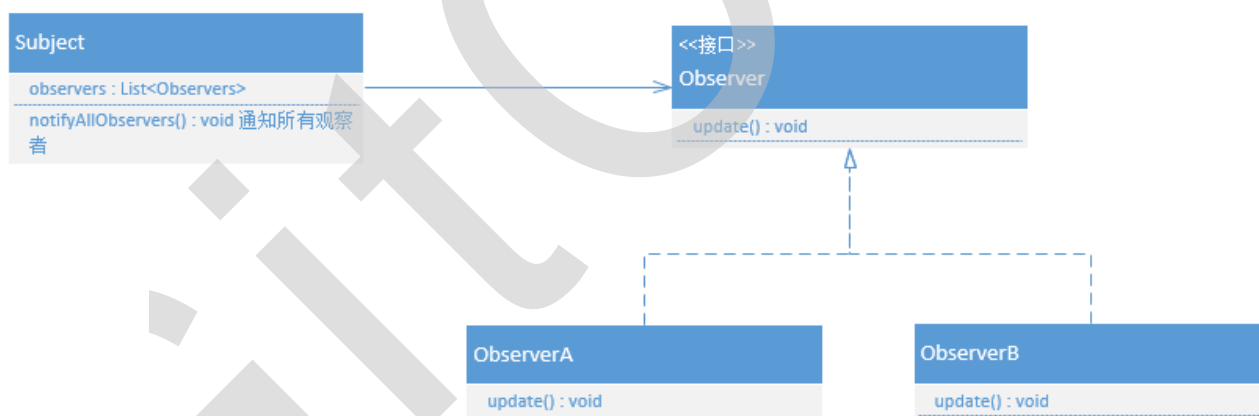 Subject
observers : List<Observers>
notifyAllObservers() : void 通知所有观察
者
<<接口>>
Observer
update() : void
ObserverA
update() : void
ObserverB
update() : void